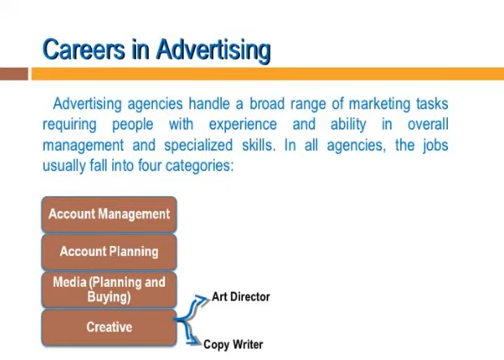 Careers in Advertising
Advertising agencies handle a broad range of marketing tasks
requiring people with experience and ability in overall
management and specialized skills. In all agencies, the jobs
usually fall into four categories:
Account Management
Account Planning
Media (Planning and
Buying)
Creative
Art Director
Copy Writer